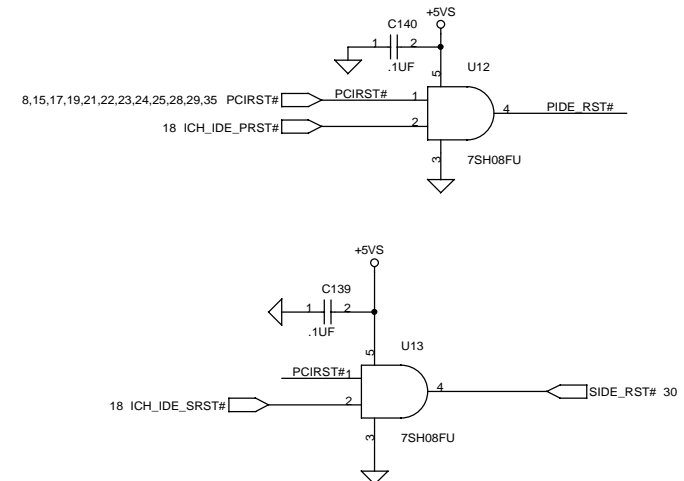 +5VS
C140
1 2
.1UF
5
U12
8,15,17,19,21,22,23,24,25,28,29,35 PCIRST# PCIRST# 1
4 PIDE_RST#
18 ICH_IDE_PRST# 2
3
7SH08FU
+5VS
C139
1 2
.1UF
5
U13
PCIRST# 1
4 SIDE_RST# 30
18 ICH_IDE_SRST# 2
3
7SH08FU